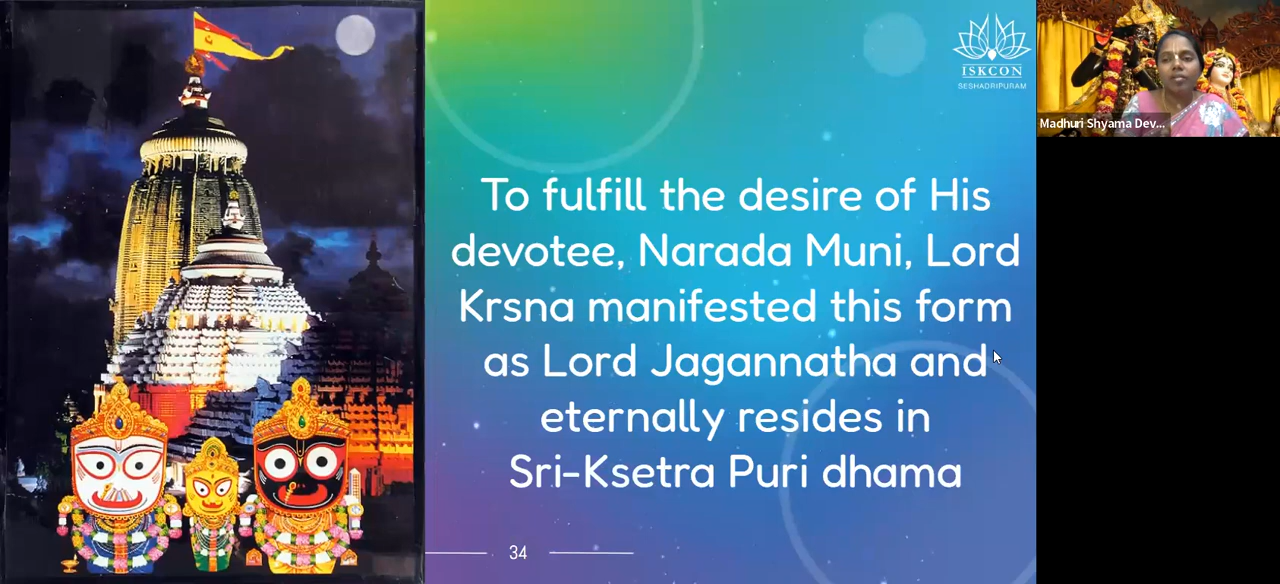 ISKCON
SESHADRIPURAM
Madhuri Shyama Dev...
To fulfill the desire of His
devotee, Narada Muni, Lord
Krsna manifested this form
as Lord Jagannatha and
eternally resides in
Sri-Ksetra Puri dhama
34